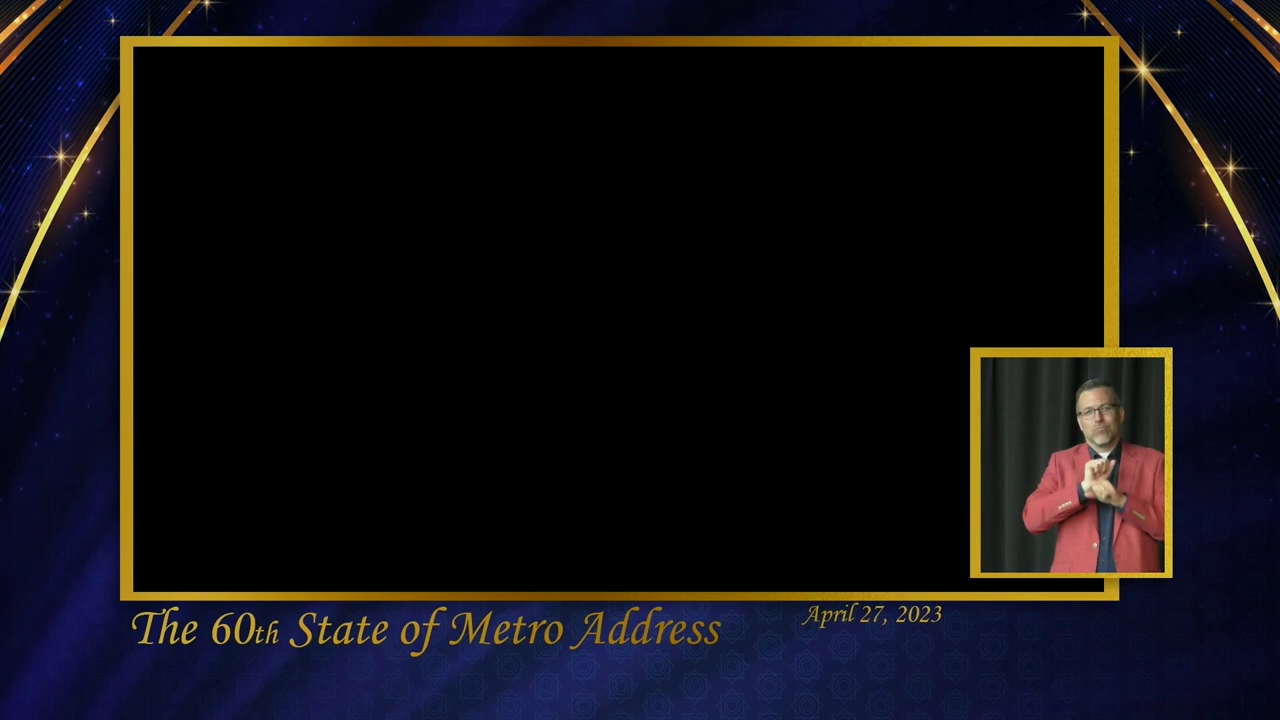 The 60th State of Metro Address
April 27, 2023